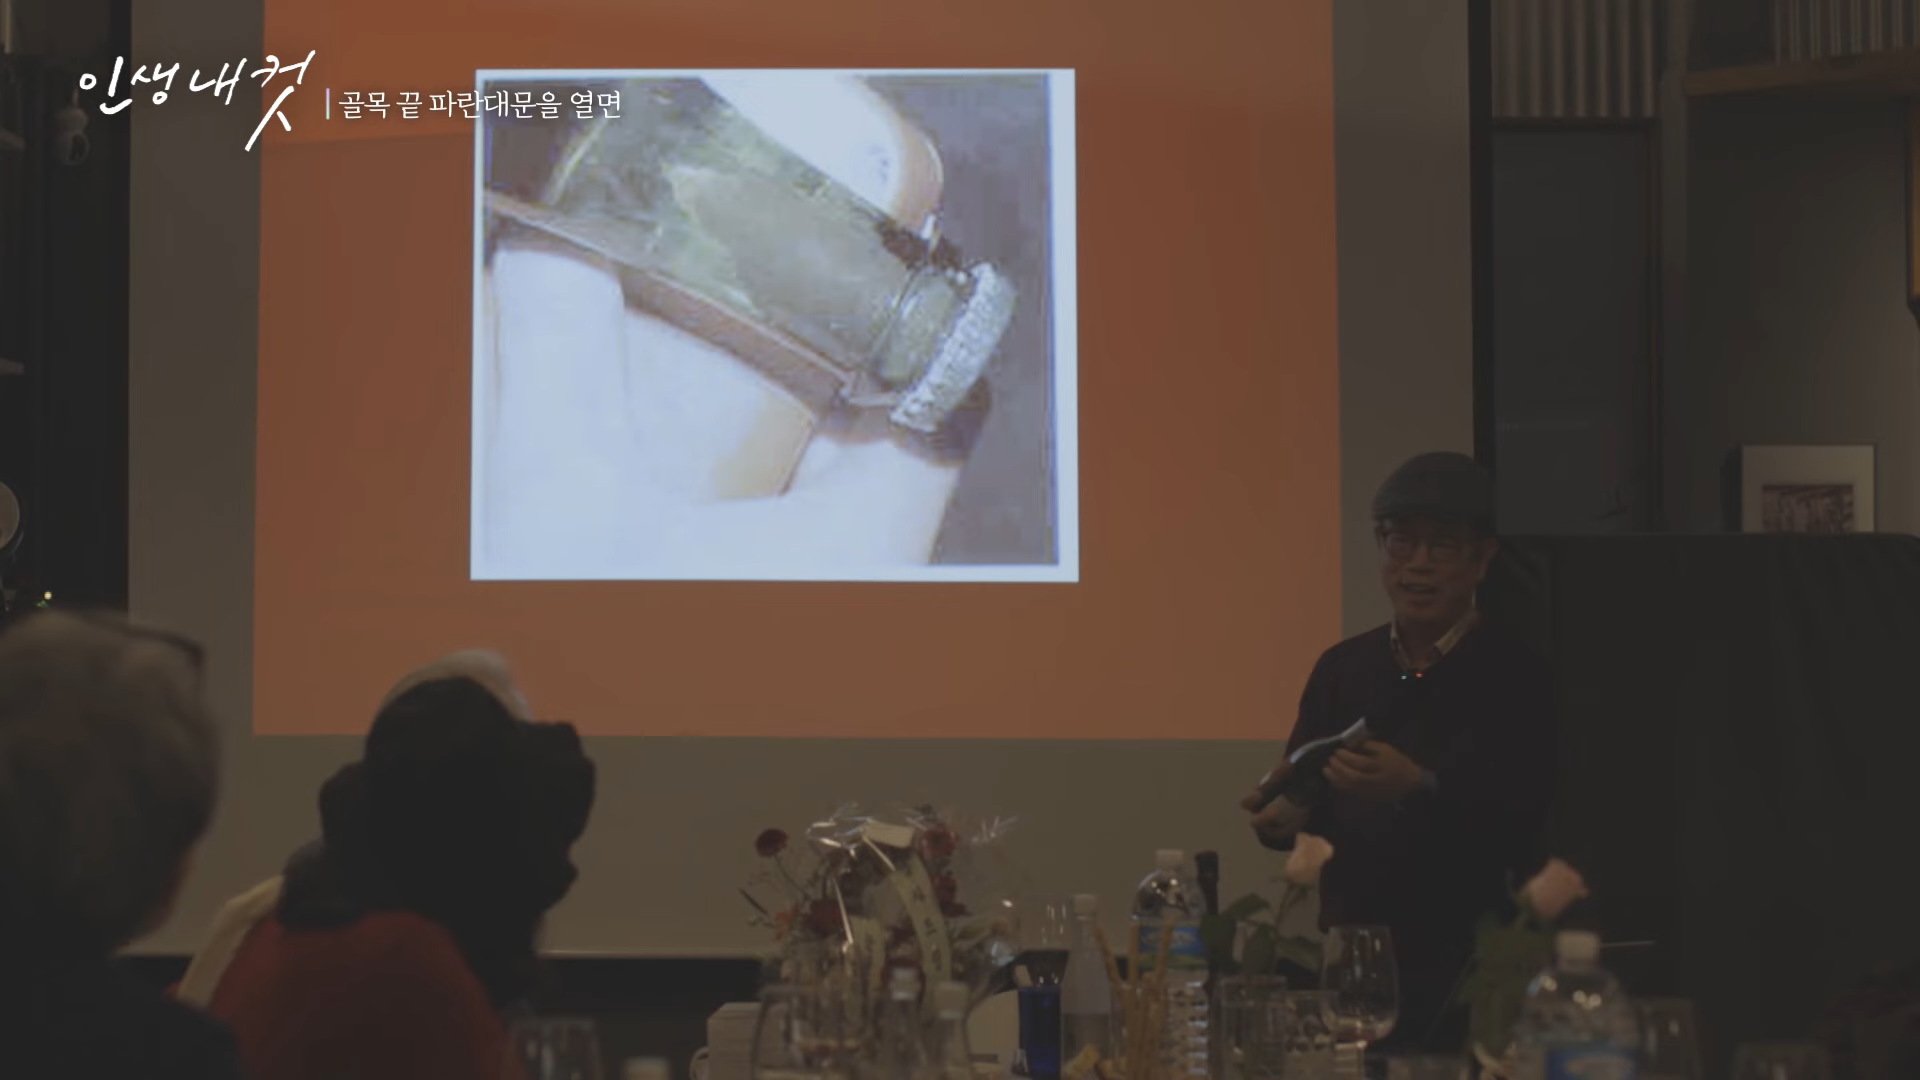 인생 내 컷
골목 끝 파란대문을 열면